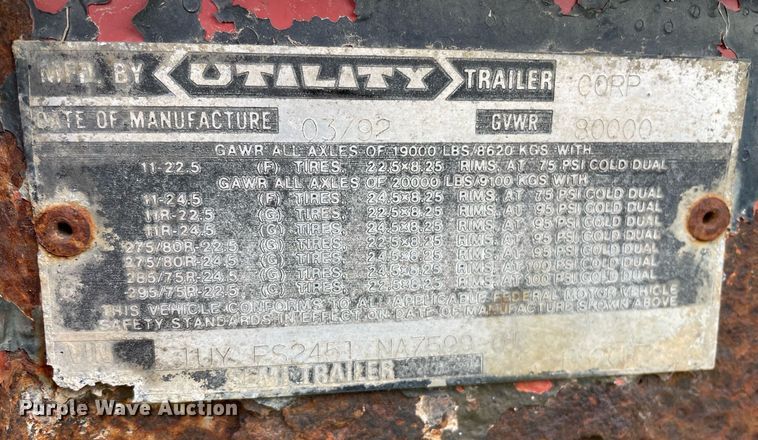 MFD. BY UTILITY TRAILER CORP
DATE OF MANUFACTURE 03/92 GVWR 80000
GAWR ALL AXLES OF 19000 LBS/8620 KGS WITH
11-22.5 (F) TIRES. 22.5x8.25 RIMS. AT 75 PSI COLD DUAL
GAWR ALL AXLES OF 20000 LBS/9100 KGS WITH
11-24.5 (F) TIRES. 24.5x8.25 RIMS. AT 75 PSI COLD DUAL
11R-22.5 (G) TIRES. 22.5x8.25 RIMS. AT 95 PSI COLD DUAL
11R-24.5 (G) TIRES. 24.5x8.25 RIMS. AT 95 PSI COLD DUAL
275/80R-22.5 (G) TIRES. 22.5x8.25 RIMS. AT 95 PSI COLD DUAL
275/80R-24.5 (G) TIRES. 24.5x8.25 RIMS. AT PSI COLD DUAL
285/75R-24.5 (G) TIRES. 24.5x8.25 RIMS. AT 100 PSI COLD DUAL
295/75R-22.5 (G) TIRES. 22.5x8.25 RIMS. AT 100 PSI COLD DUAL
THIS VEHICLE CONFORMS TO ALL APPLICABLE FEDERAL MOTOR VEHICLE
SAFETY STANDARDS IN EFFECT ON DATE OF MANUFACTURE SHOWN ABOVE
1UY FS2451
SEMI-TRAILER
Purple Wave Auction